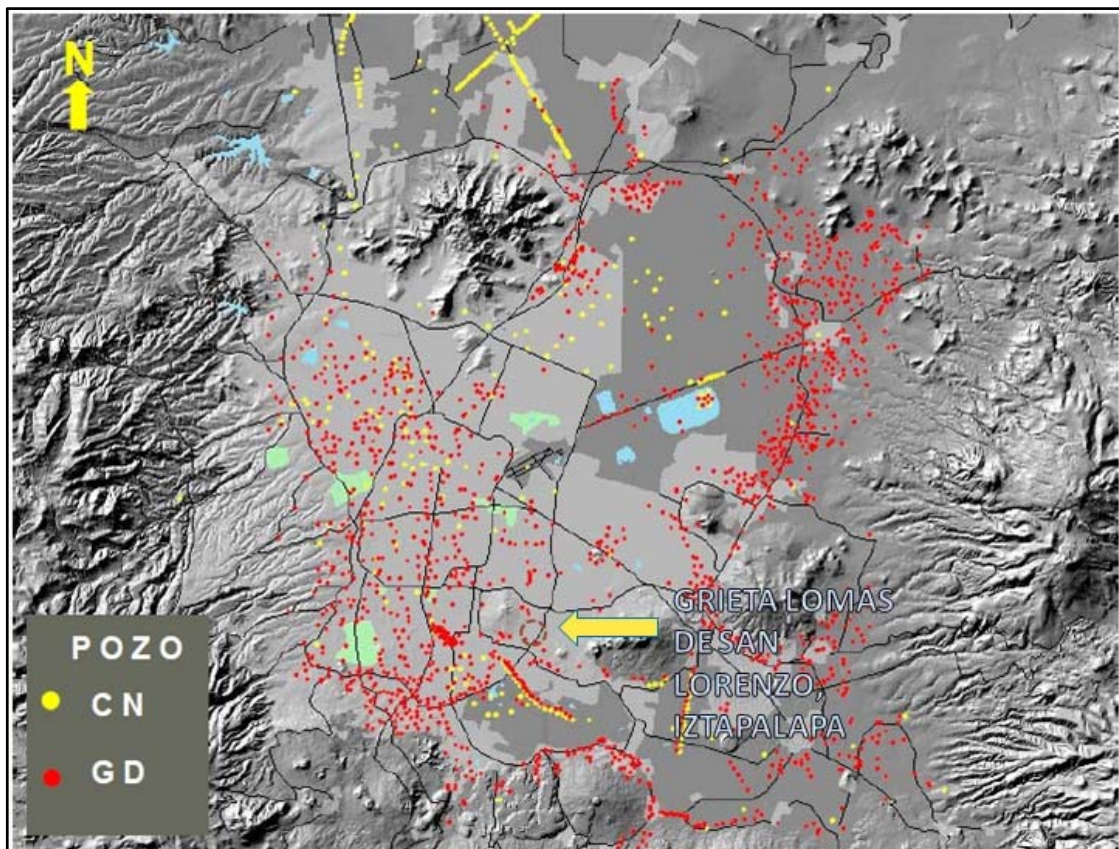 N
GRIETA LOMAS
DE SAN
LORENZO
IZTAPALAPA
POZO
CN
GD